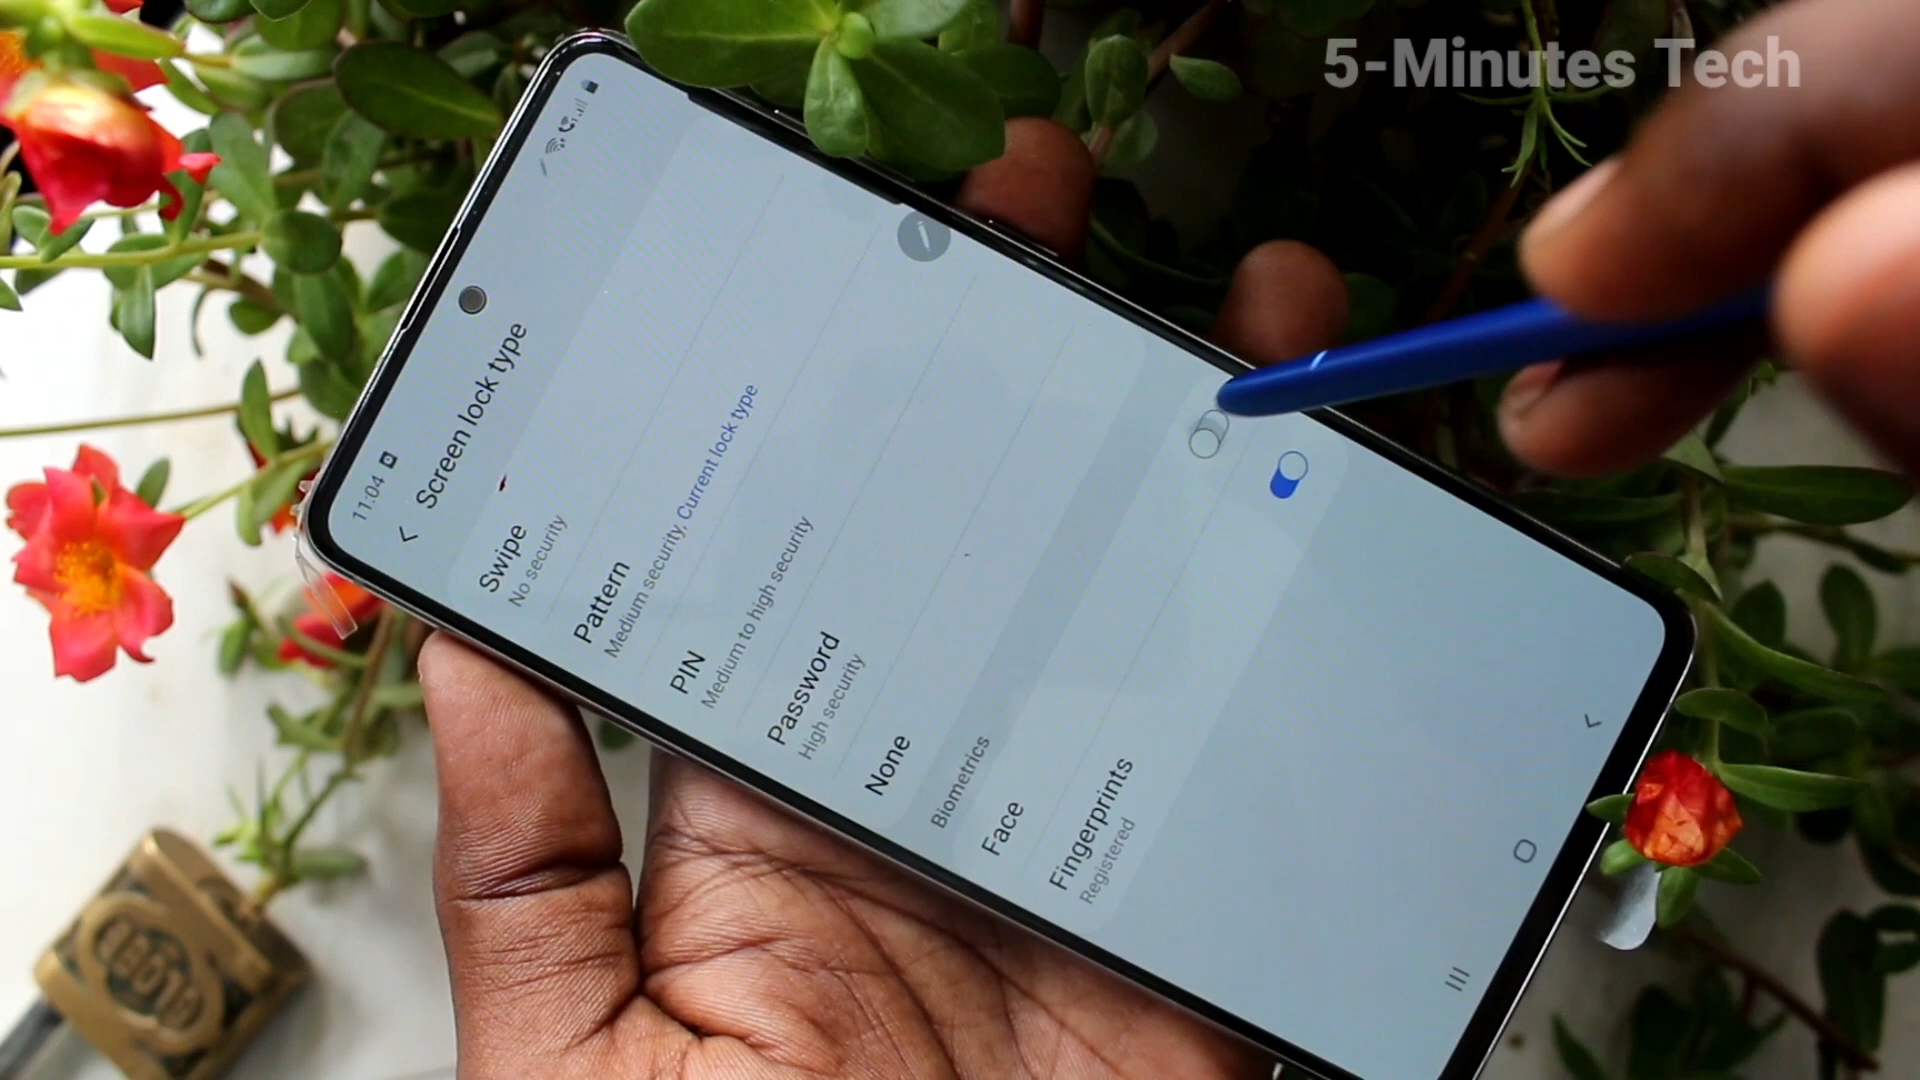 5-Minutes Tech
11:04
Screen lock type
Swipe
No security
Pattern
Medium security, Current lock type
PIN
Medium to high security
Password
High security
None
Biometrics
Face
Fingerprints
Registered
GLOBE